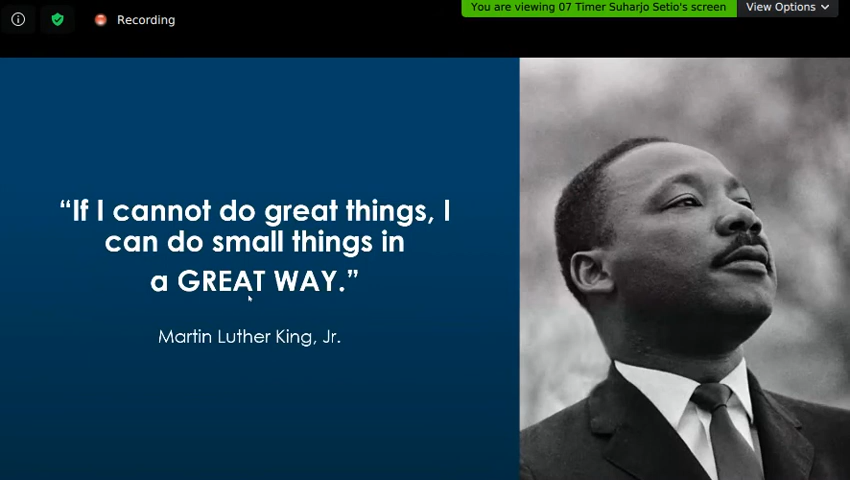 Recording
You are viewing 07 Timer Suharjo Setio's screen
View Options
“If I cannot do great things, I
can do small things in
a GREAT WAY.”
Martin Luther King, Jr.